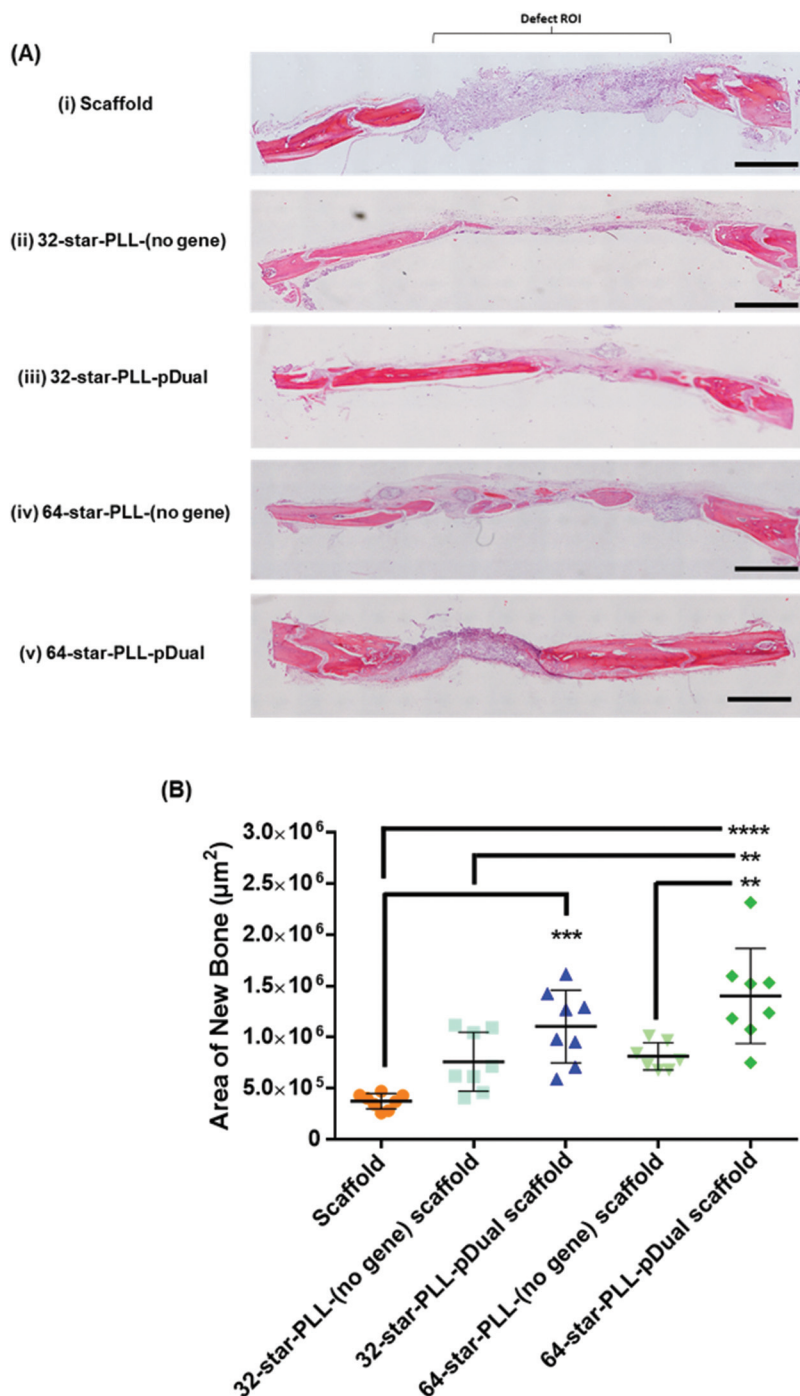 Defect ROI
(A)
(i) Scaffold
(ii) 32-star-PLL-(no gene)
(iii) 32-star-PLL-pDual
(iv) 64-star-PLL-(no gene)
(v) 64-star-PLL-pDual
(B)
Area of New Bone (µm²)
3.0×10⁶
2.5×10⁶
2.0×10⁶
1.5×10⁶
1.0×10⁶
5.0×10⁵
0
****
**
**
***
Scaffold
32-star-PLL-(no gene) scaffold
32-star-PLL-pDual scaffold
64-star-PLL-(no gene) scaffold
64-star-PLL-pDual scaffold